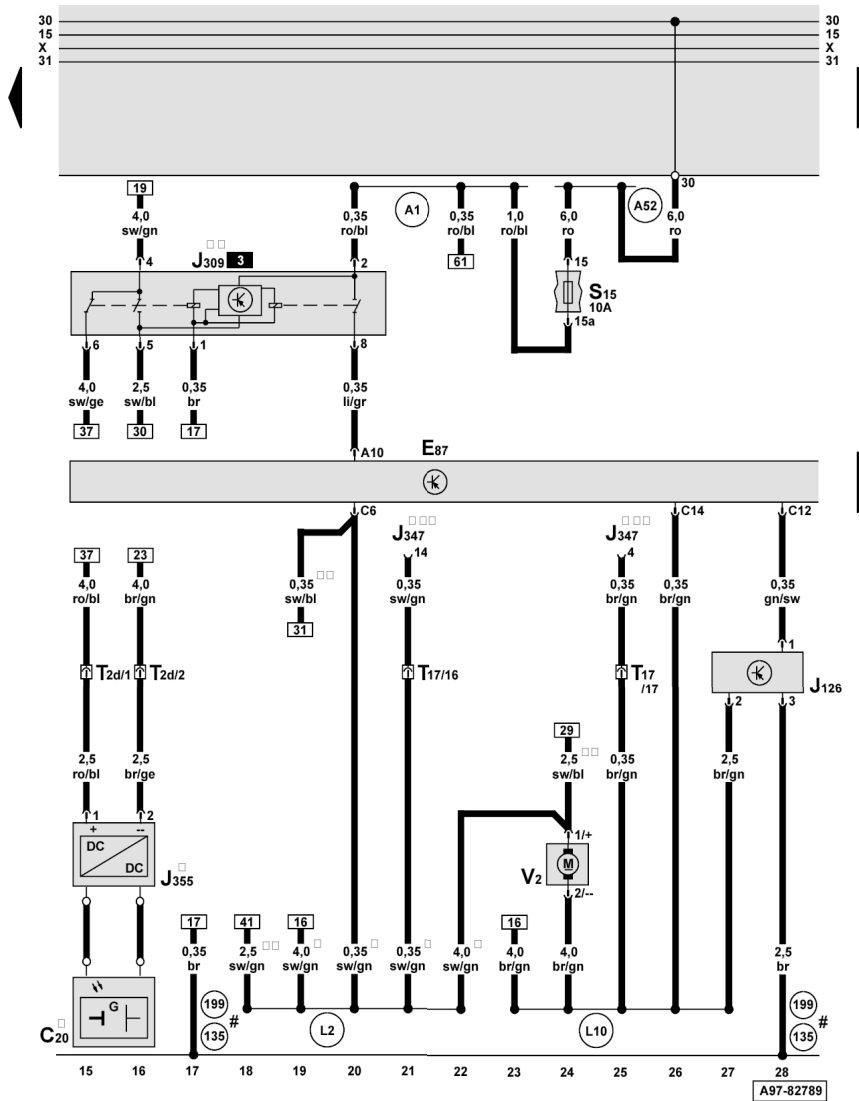 30 30
15 15
X X
31 31
30
19
A1
A52
4,0 0,35 0,35 1,0 6,0 6,0
sw/gn ro/bl ro/bl ro/bl ro ro
61
J309 3
4 2 15
S15
10A
15a
6 5 1 8
4,0 2,5 0,35 0,35
sw/ge sw/bl br li/gr
37 30 17
A10 E87
C6 C14 C12
J347 J347
14 4
37 23
4,0 4,0 0,35 0,35 0,35 0,35 0,35
ro/bl br/gn sw/bl sw/gn br/gn br/gn gn/sw
31
1
T2d/1 T2d/2 T17/16 T17
/17
J126
2 3
29
2,5 2,5 2,5 0,35 2,5
ro/bl br/ge sw/bl br/gn br/gn
1 2
+ --
DC
DC
J355
1/+
V2 M
2/--
17 41 16 16
0,35 2,5 4,0 0,35 0,35 4,0 4,0 4,0 2,5
br sw/gn sw/gn sw/gn sw/gn sw/gn br/gn br/gn br
G
C20
199 # 199 #
135 L2 L10 135
15 16 17 18 19 20 21 22 23 24 25 26 27 28
A97-82789